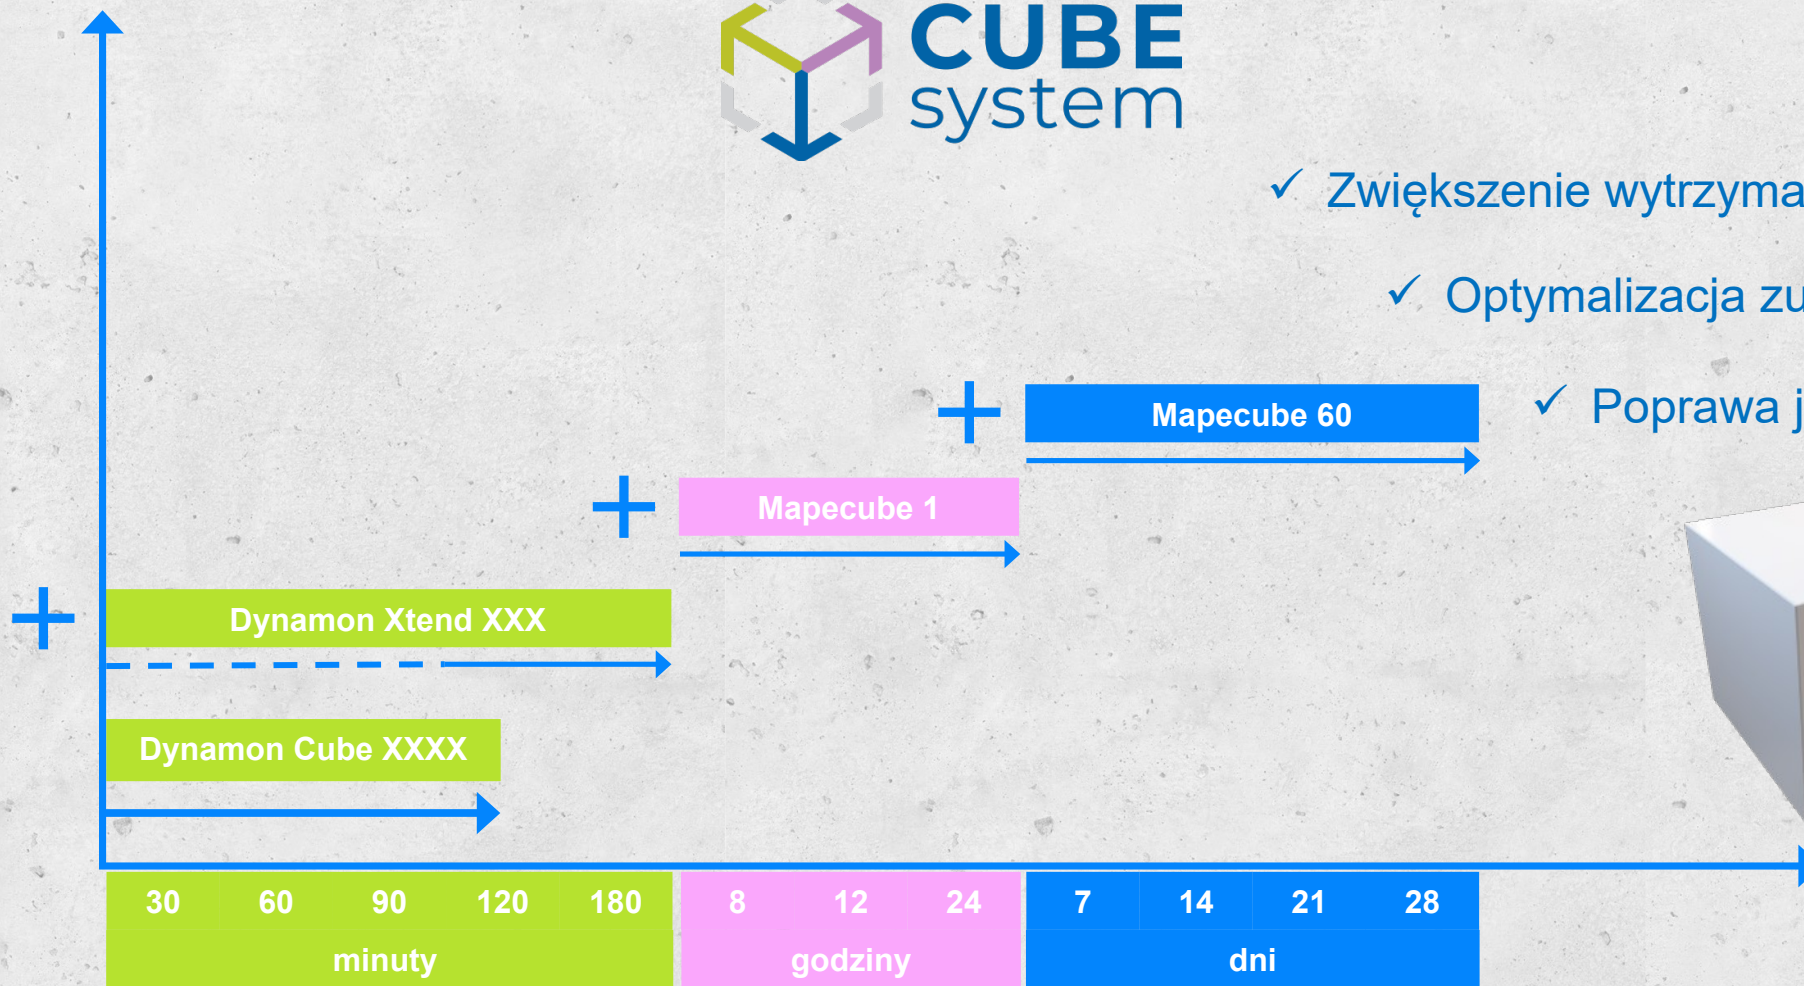 CUBE
system
Zwiększenie wytrzyma
Optymalizacja zu
Poprawa j
Mapecube 60
Mapecube 1
Dynamon Xtend XXX
Dynamon Cube XXXX
30 60 90 120 180 8 12 24 7 14 21 28
minuty godziny dni